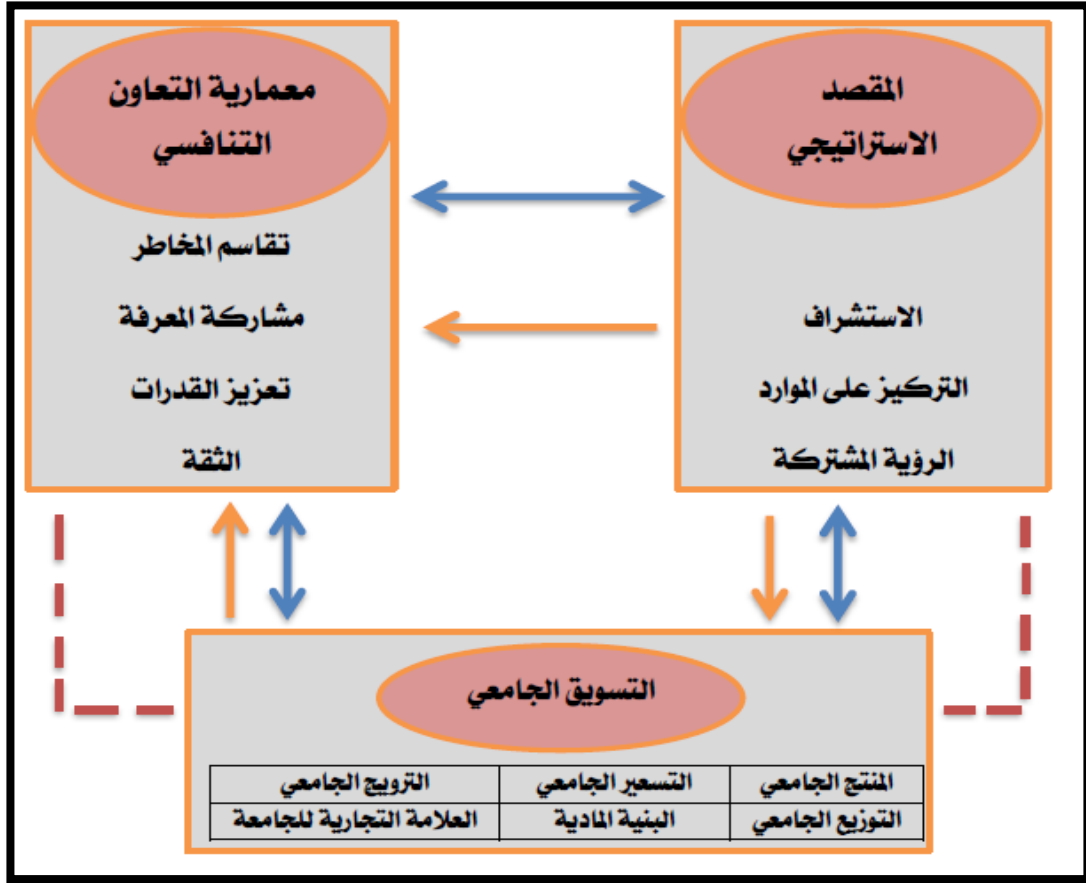 المقصد
الاستراتيجي
الاستشراف
التركيز على الموارد
الرؤية المشتركة
معمارية التعاون
التنافسي
تقاسم المخاطر
مشاركة المعرفة
تعزيز القدرات
الثقة
التسويق الجامعي
المنتج الجامعي التسعير الجامعي الترويج الجامعي
التوزيع الجامعي البنية المادية العلامة التجارية للجامعة